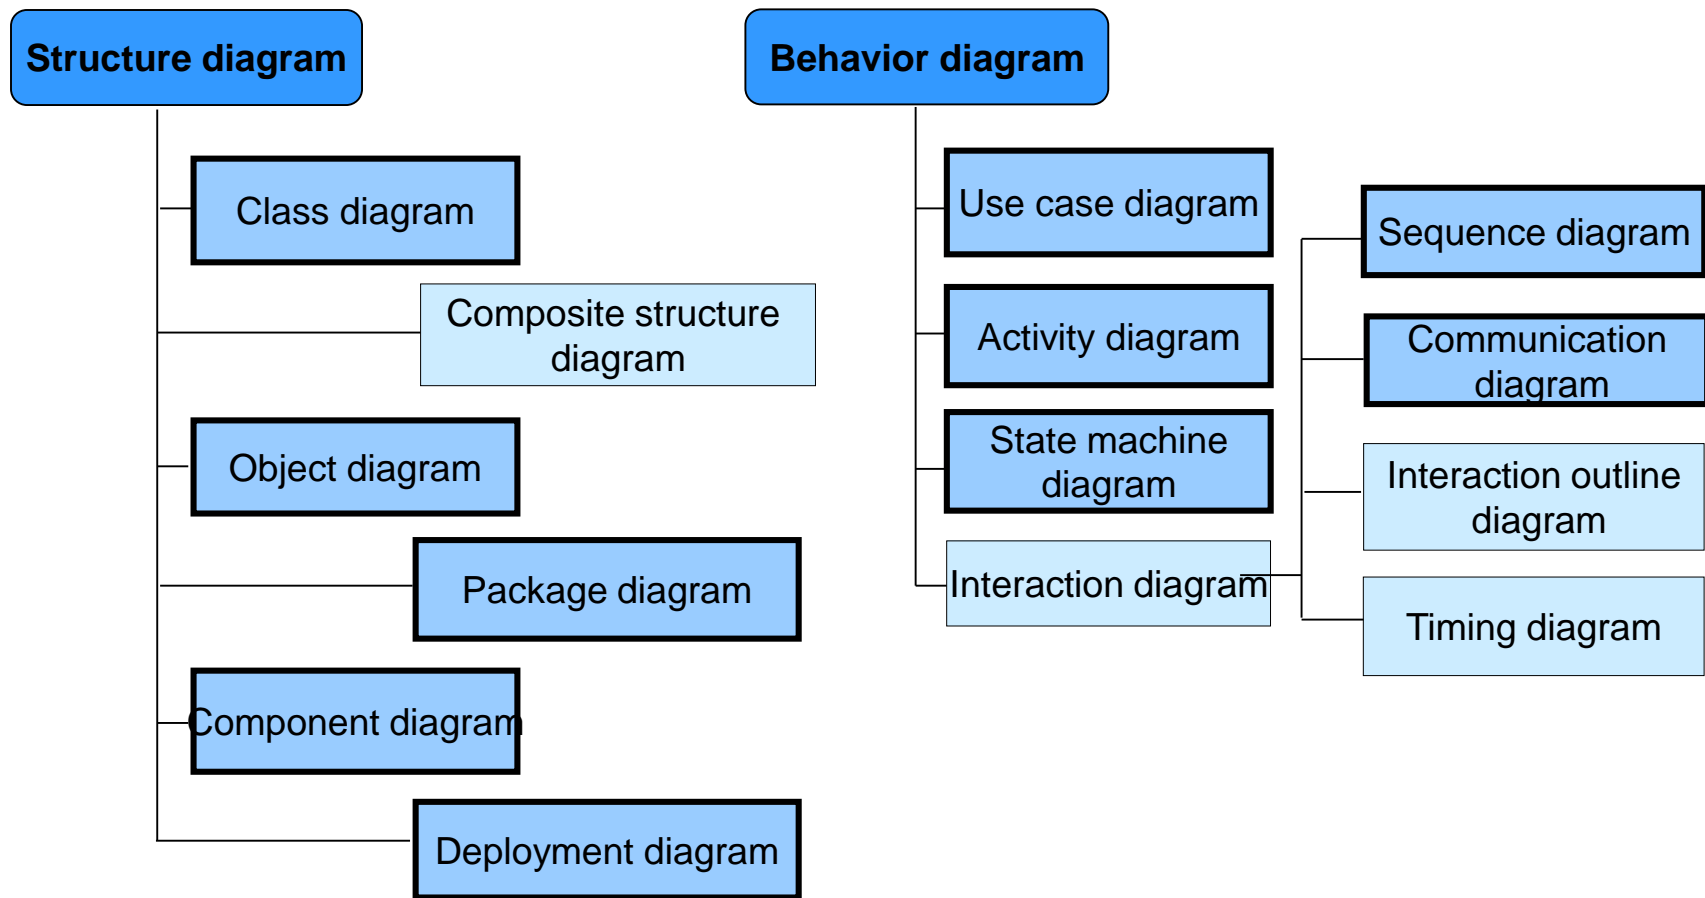 Structure diagram
Class diagram
Composite structure
diagram
Object diagram
Package diagram
Component diagram
Deployment diagram
Behavior diagram
Use case diagram
Activity diagram
State machine
diagram
Interaction diagram
Sequence diagram
Communication
diagram
Interaction outline
diagram
Timing diagram